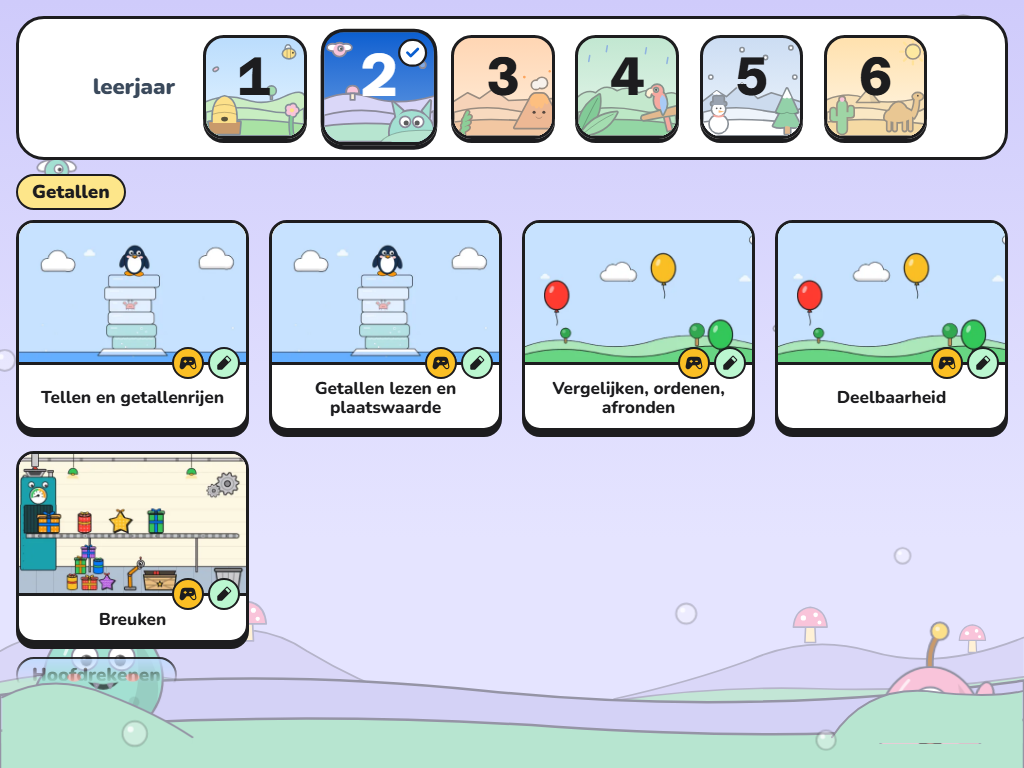 leerjaar
1
2
3
4
5
6
Getallen
Tellen en getallenrijen
Getallen lezen en
plaatswaarde
Vergelijken, ordenen,
afronden
Deelbaarheid
Breuken
Hoofdrekenen